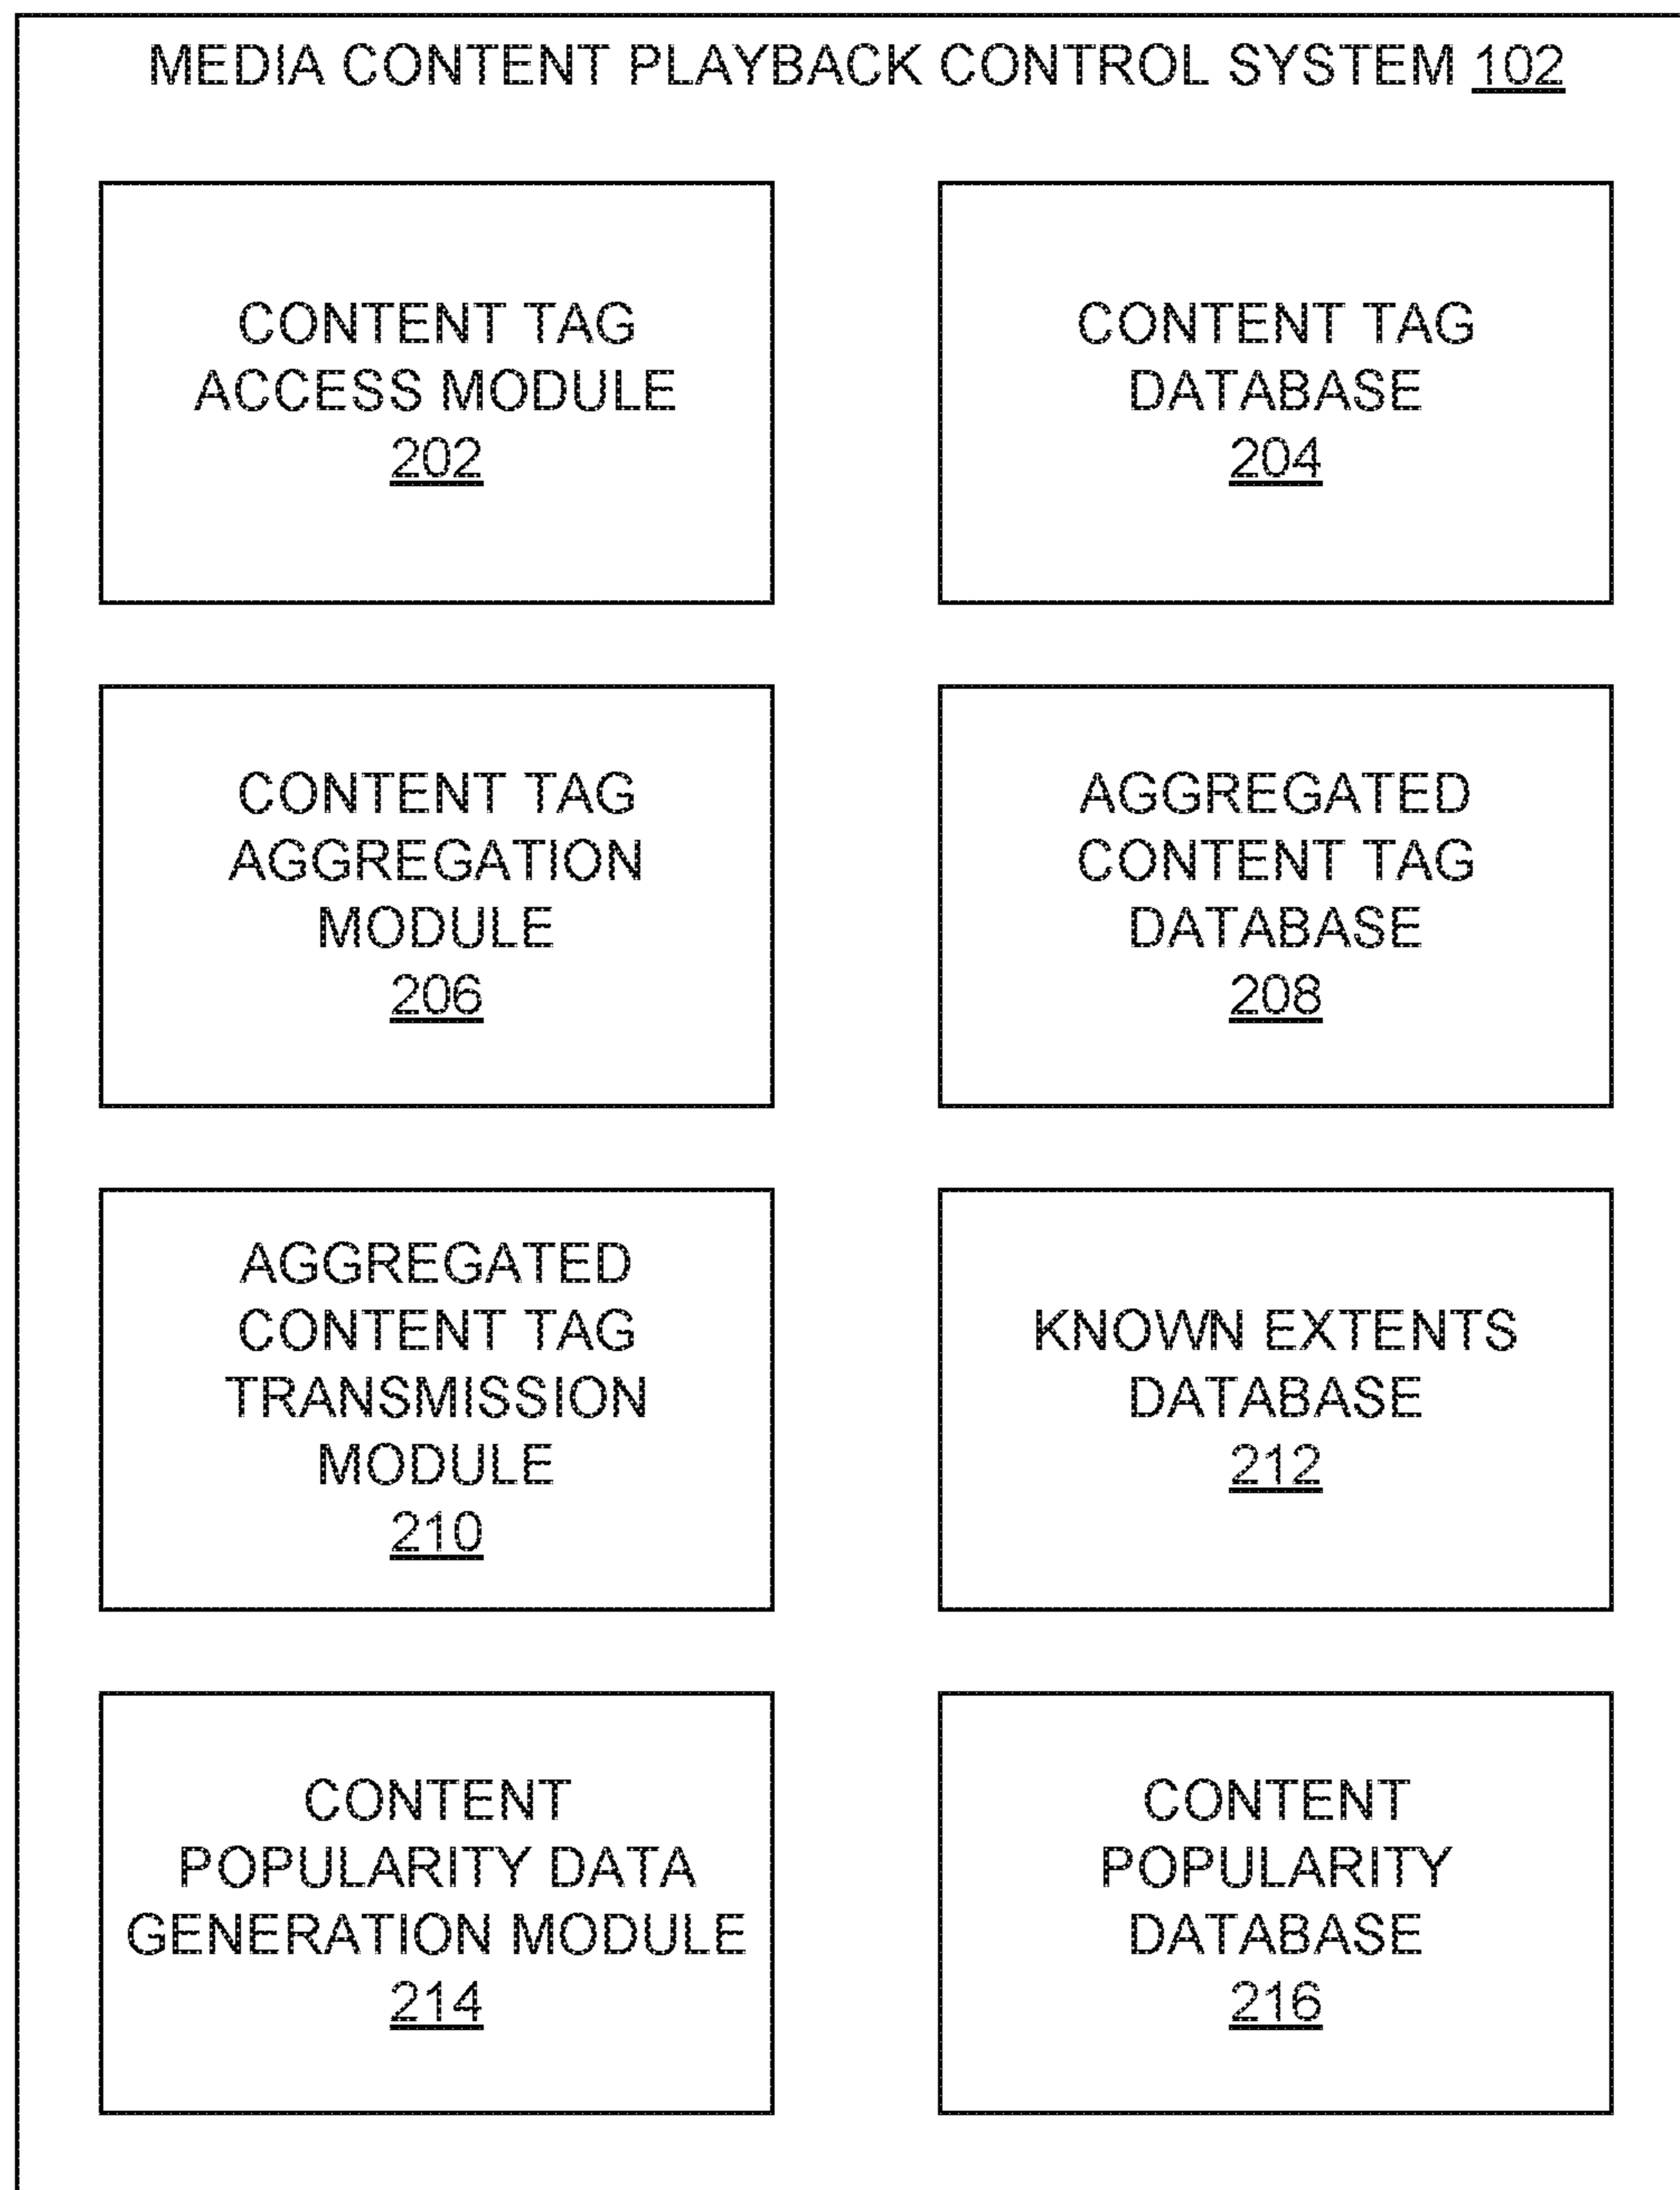 MEDIA CONTENT PLAYBACK CONTROL SYSTEM 102
CONTENT TAG
ACCESS MODULE
202
CONTENT TAG
DATABASE
204
CONTENT TAG
AGGREGATION
MODULE
206
AGGREGATED
CONTENT TAG
DATABASE
208
AGGREGATED
CONTENT TAG
TRANSMISSION
MODULE
210
KNOWN EXTENTS
DATABASE
212
CONTENT
POPULARITY DATA
GENERATION MODULE
214
CONTENT
POPULARITY
DATABASE
216